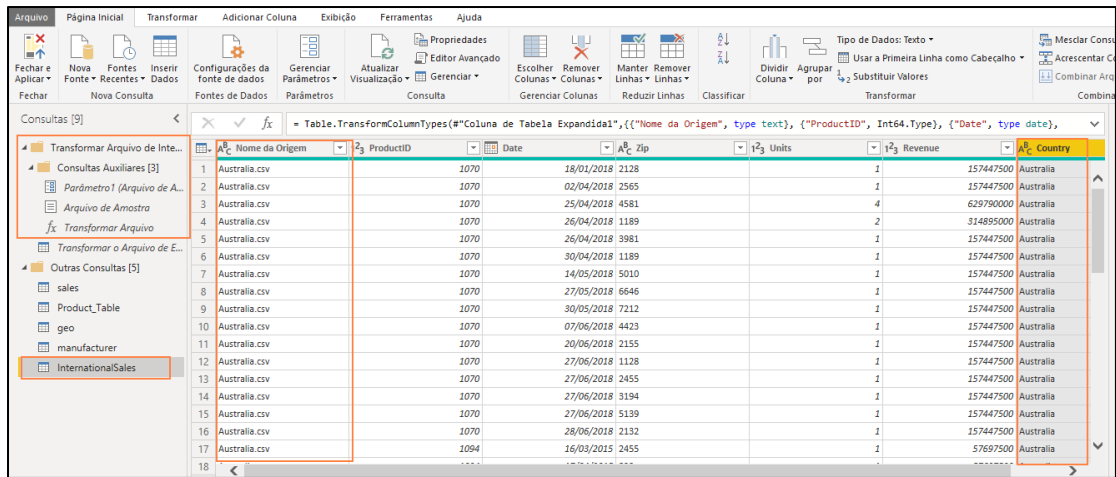 Arquivo Página Inicial Transformar Adicionar Coluna Exibição Ferramentas Ajuda
Fechar e Aplicar
Nova Fonte
Fontes Recentes
Inserir Dados
Configurações da fonte de dados
Gerenciar Parâmetros
Atualizar Visualização
Propriedades
Editor Avançado
Gerenciar
Escolher Colunas
Remover Colunas
Manter Linhas
Remover Linhas
Dividir Coluna
Agrupar por
Tipo de Dados: Texto
Usar a Primeira Linha como Cabeçalho
Substituir Valores
Mesclar Consu
Acrescentar Co
Combinar Arq
Fechar Nova Consulta Fontes de Dados Parâmetros Consulta Gerenciar Colunas Reduzir Linhas Classificar Transformar Combina
Consultas [9]
Transformar Arquivo de Inte...
Consultas Auxiliares [3]
Parâmetro1 (Arquivo de A...
Arquivo de Amostra
fx Transformar Arquivo
Transformar o Arquivo de E...
Outras Consultas [5]
sales
Product_Table
geo
manufacturer
InternationalSales
fx = Table.TransformColumnTypes(#"Coluna de Tabela Expandida1",{{"Nome da Origem", type text}, {"ProductID", Int64.Type}, {"Date", type date},
ABC Nome da Origem 123 ProductID Date ABC Zip 123 Units 123 Revenue ABC Country
1 Australia.csv 1070 18/01/2018 2128 1 157447500 Australia
2 Australia.csv 1070 02/04/2018 2565 1 157447500 Australia
3 Australia.csv 1070 25/04/2018 4581 4 629790000 Australia
4 Australia.csv 1070 26/04/2018 1189 2 314895000 Australia
5 Australia.csv 1070 26/04/2018 3981 1 157447500 Australia
6 Australia.csv 1070 30/04/2018 1189 1 157447500 Australia
7 Australia.csv 1070 14/05/2018 5010 1 157447500 Australia
8 Australia.csv 1070 27/05/2018 6646 1 157447500 Australia
9 Australia.csv 1070 30/05/2018 7212 1 157447500 Australia
10 Australia.csv 1070 07/06/2018 4423 1 157447500 Australia
11 Australia.csv 1070 20/06/2018 2155 1 157447500 Australia
12 Australia.csv 1070 27/06/2018 1128 1 157447500 Australia
13 Australia.csv 1070 27/06/2018 2455 1 157447500 Australia
14 Australia.csv 1070 27/06/2018 3194 1 157447500 Australia
15 Australia.csv 1070 27/06/2018 5139 1 157447500 Australia
16 Australia.csv 1070 28/06/2018 2132 1 157447500 Australia
17 Australia.csv 1094 16/03/2015 2455 1 57697500 Australia
18